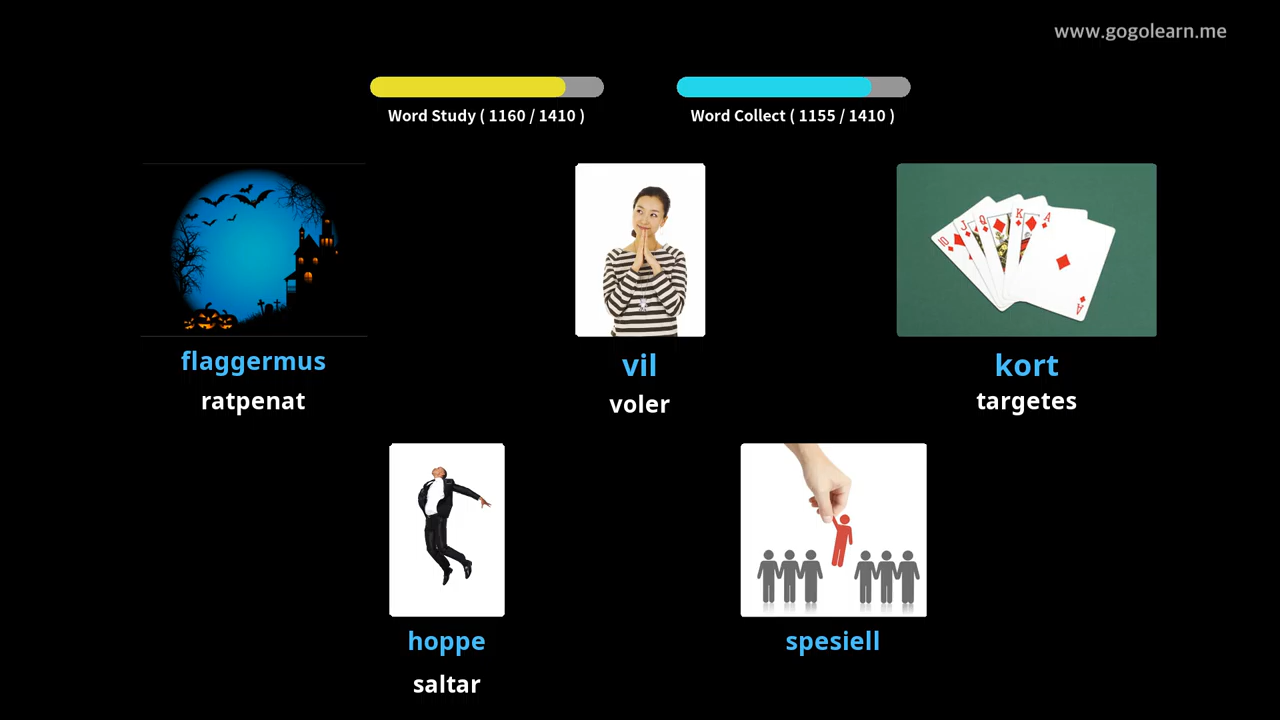 www.gogolearn.me
Word Study ( 1160 / 1410 )
Word Collect ( 1155 / 1410 )
flaggermus
ratpenat
vil
voler
kort
targetes
hoppe
saltar
spesiell